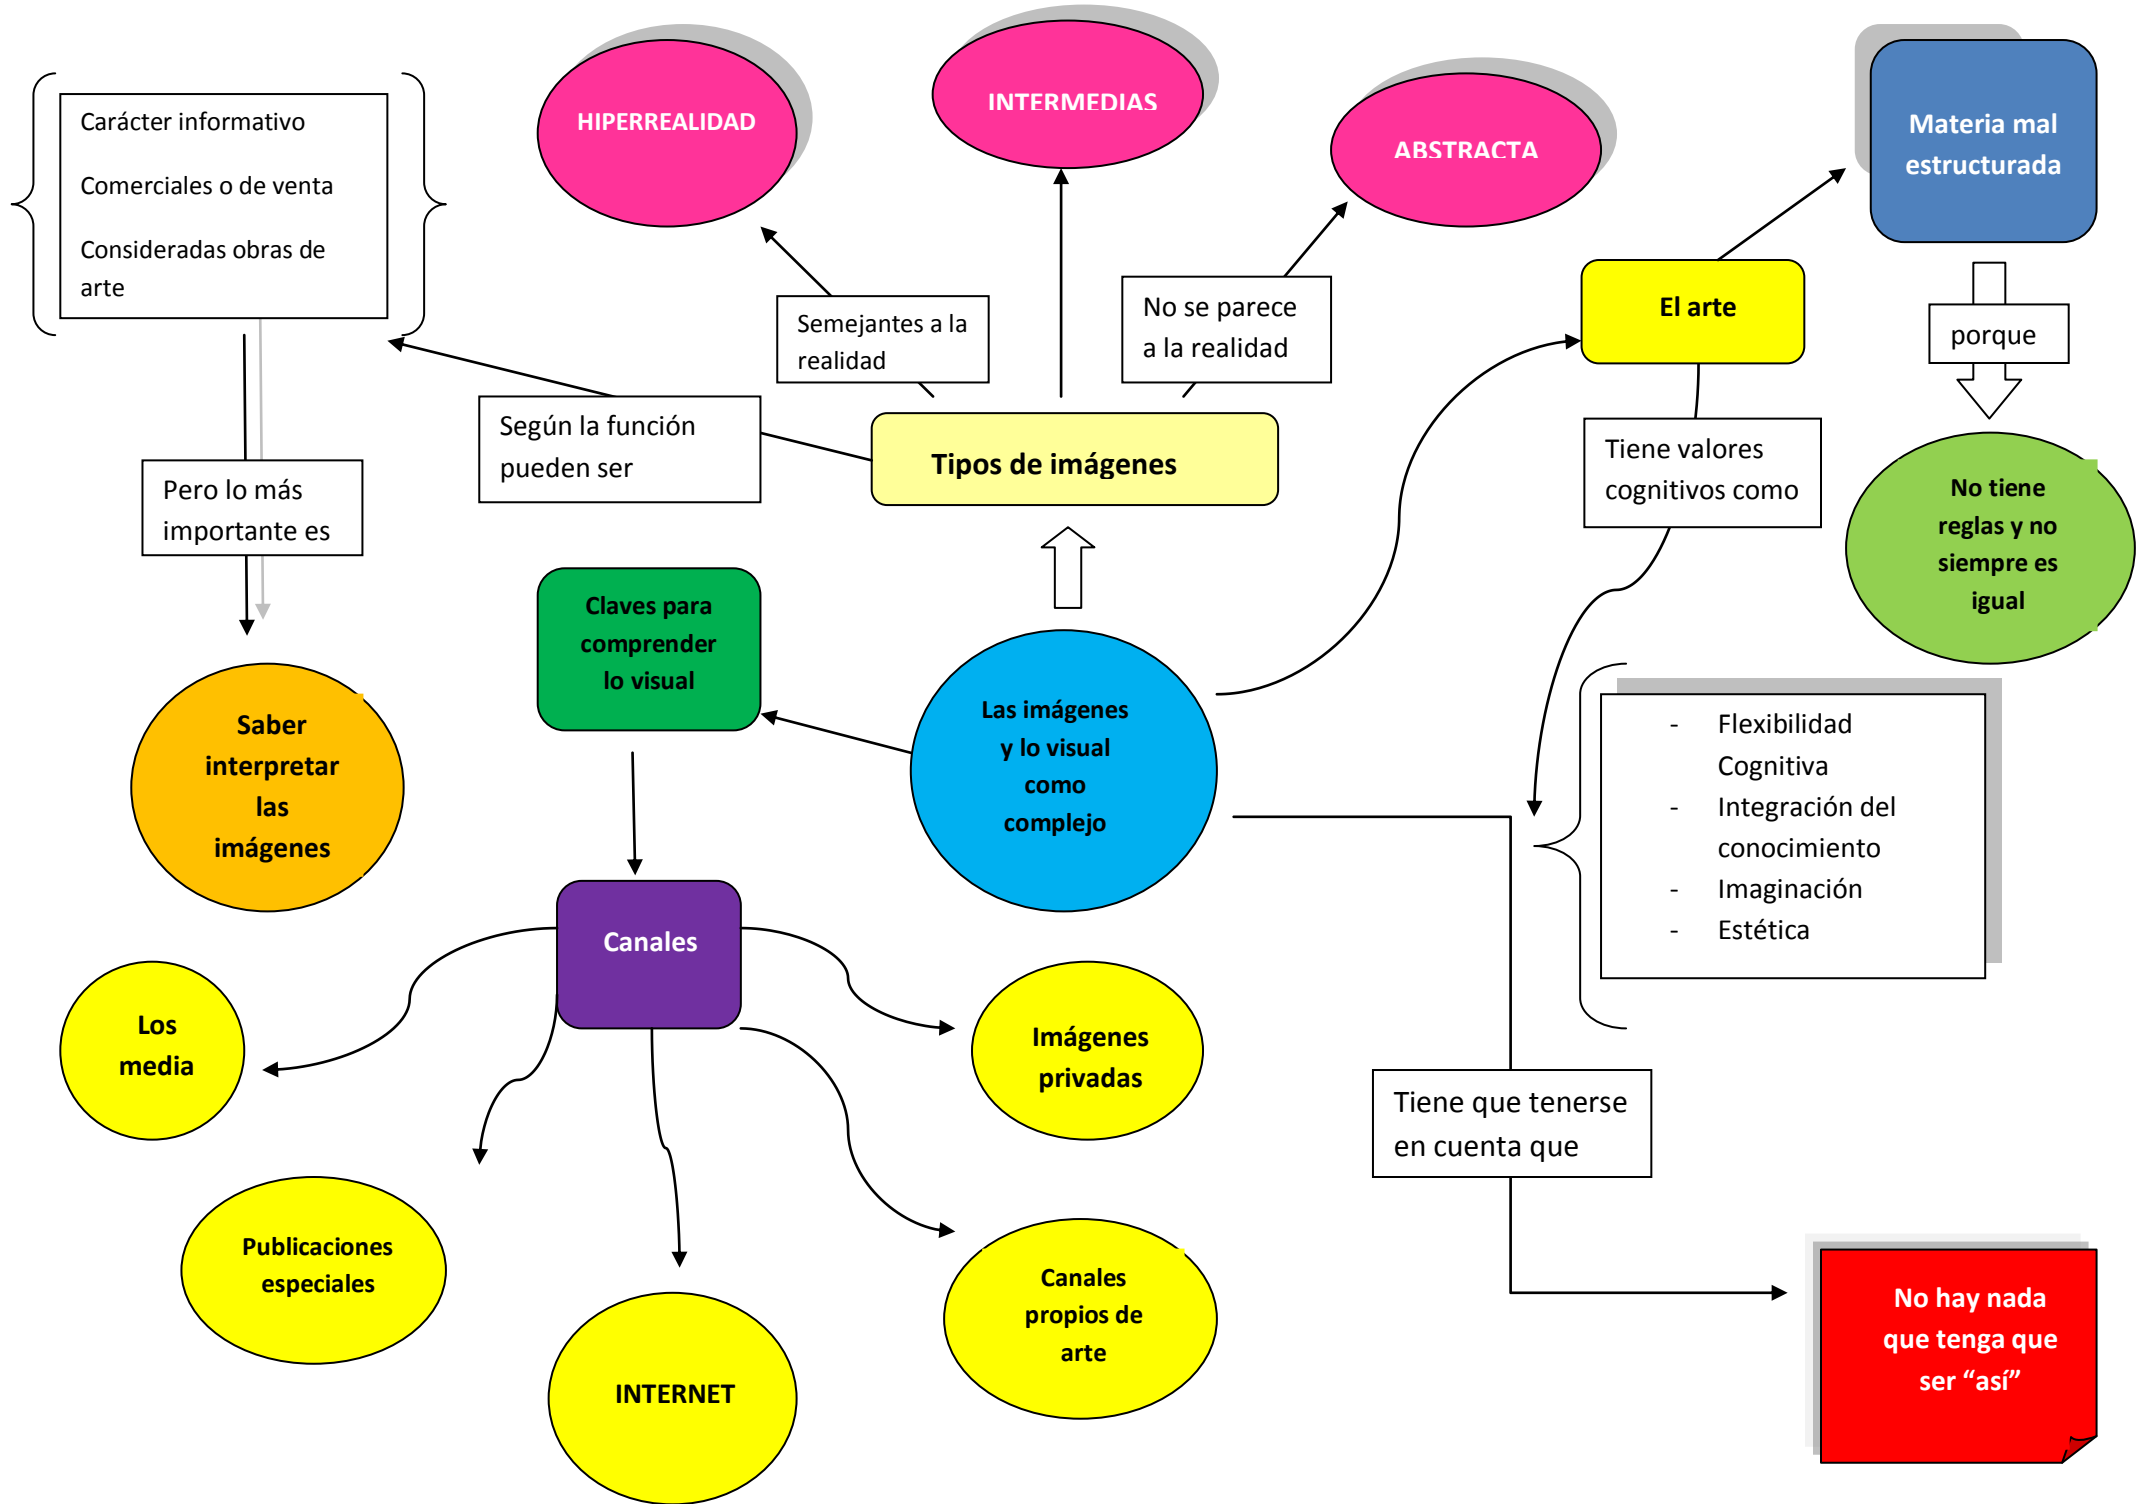 Carácter informativo
Comerciales o de venta
Consideradas obras de
arte
HIPERREALIDAD
INTERMEDIAS
ABSTRACTA
Materia mal
estructurada
Semejantes a la
realidad
No se parece
a la realidad
El arte
porque
Según la función
pueden ser
Tipos de imágenes
Tiene valores
cognitivos como
No tiene
reglas y no
siempre es
igual
Pero lo más
importante es
Claves para
comprender
lo visual
Las imágenes
y lo visual
como
complejo
Saber
interpretar
las
imágenes
- Flexibilidad
Cognitiva
- Integración del
conocimiento
- Imaginación
- Estética
Canales
Los
media
Imágenes
privadas
Tiene que tenerse
en cuenta que
Publicaciones
especiales
INTERNET
Canales
propios de
arte
No hay nada
que tenga que
ser “así”